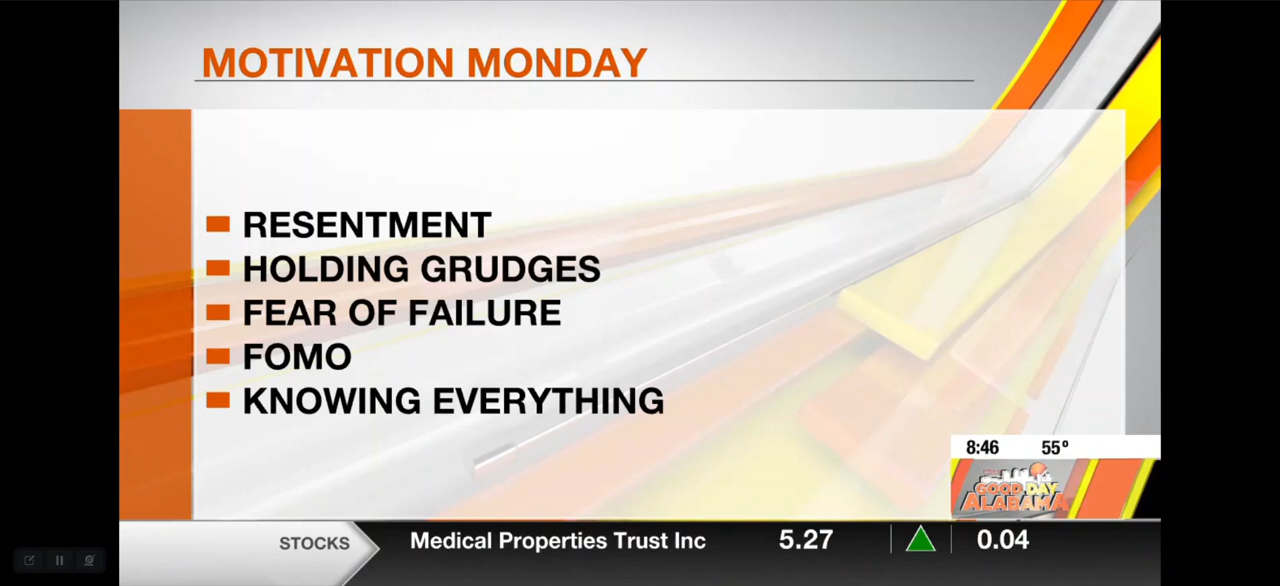 MOTIVATION MONDAY
RESENTMENT
HOLDING GRUDGES
FEAR OF FAILURE
FOMO
KNOWING EVERYTHING
8:46 55°
GOOD DAY
ALABAMA
STOCKS Medical Properties Trust Inc 5.27 0.04